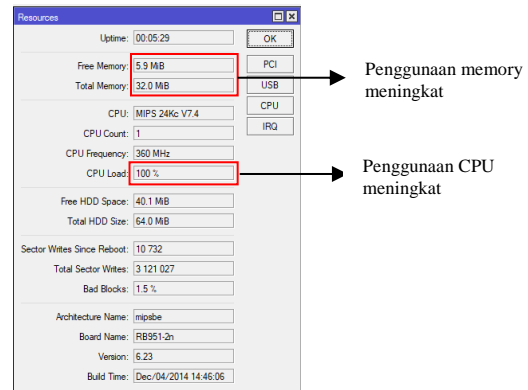 Resources
Uptime: 00:05:29
OK
Free Memory: 5.9 MiB
PCI
Total Memory: 32.0 MiB
USB
Penggunaan memory
meningkat
CPU
CPU: MIPS 24Kc V7.4
CPU Count: 1
IRQ
CPU Frequency: 360 MHz
CPU Load: 100 %
Penggunaan CPU
meningkat
Free HDD Space: 40.1 MiB
Total HDD Size: 64.0 MiB
Sector Writes Since Reboot: 10 732
Total Sector Writes: 3 121 027
Bad Blocks: 1.5 %
Architecture Name: mipsbe
Board Name: RB951-2n
Version: 6.23
Build Time: Dec/04/2014 14:46:06